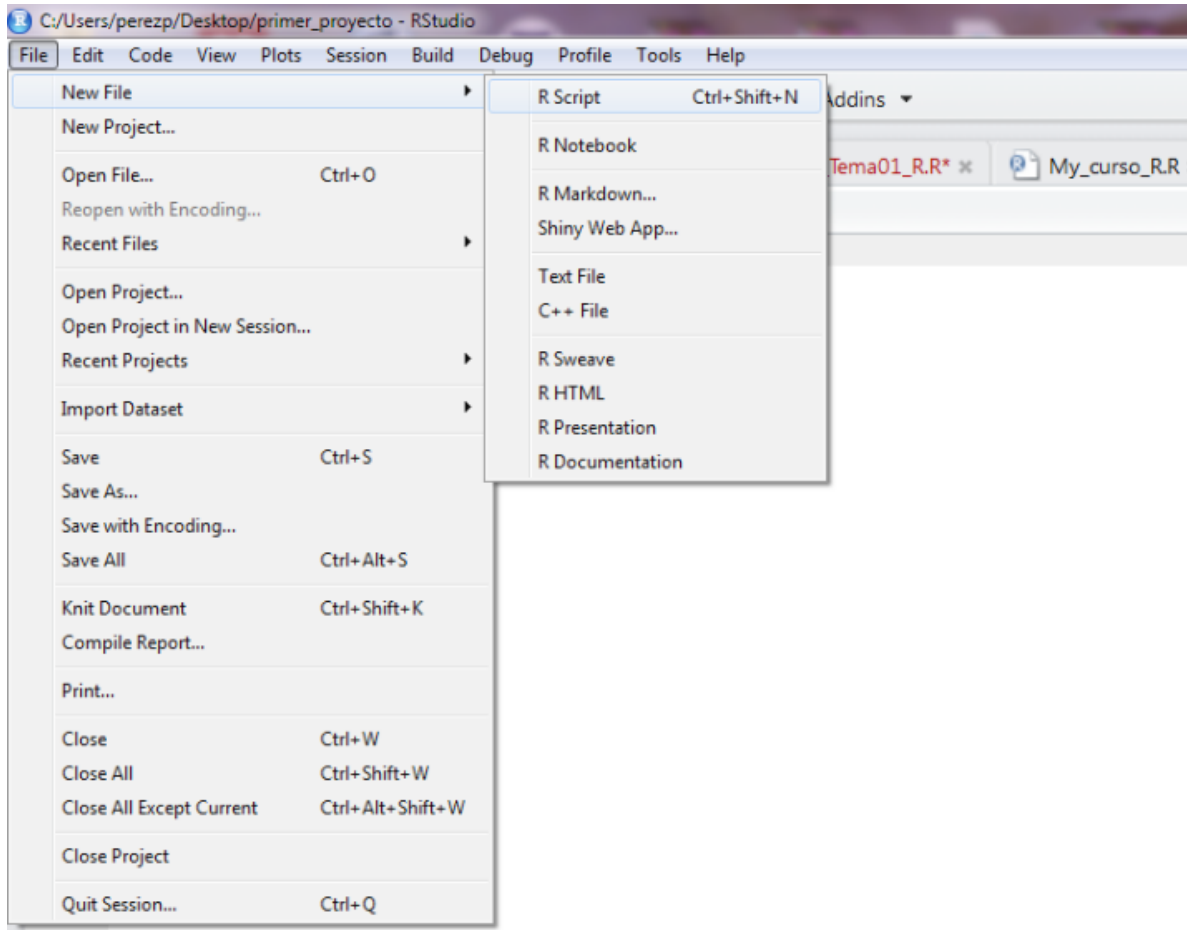 C:/Users/perezp/Desktop/primer_proyecto - RStudio
File Edit Code View Plots Session Build Debug Profile Tools Help
New File
New Project...
Open File... Ctrl+O
Reopen with Encoding...
Recent Files
Open Project...
Open Project in New Session...
Recent Projects
Import Dataset
Save Ctrl+S
Save As...
Save with Encoding...
Save All Ctrl+Alt+S
Knit Document Ctrl+Shift+K
Compile Report...
Print...
Close Ctrl+W
Close All Ctrl+Shift+W
Close All Except Current Ctrl+Alt+Shift+W
Close Project
Quit Session... Ctrl+Q
R Script Ctrl+Shift+N
R Notebook
R Markdown...
Shiny Web App...
Text File
C++ File
R Sweave
R HTML
R Presentation
R Documentation
Addins
Tema01_R.R* My_curso_R.R